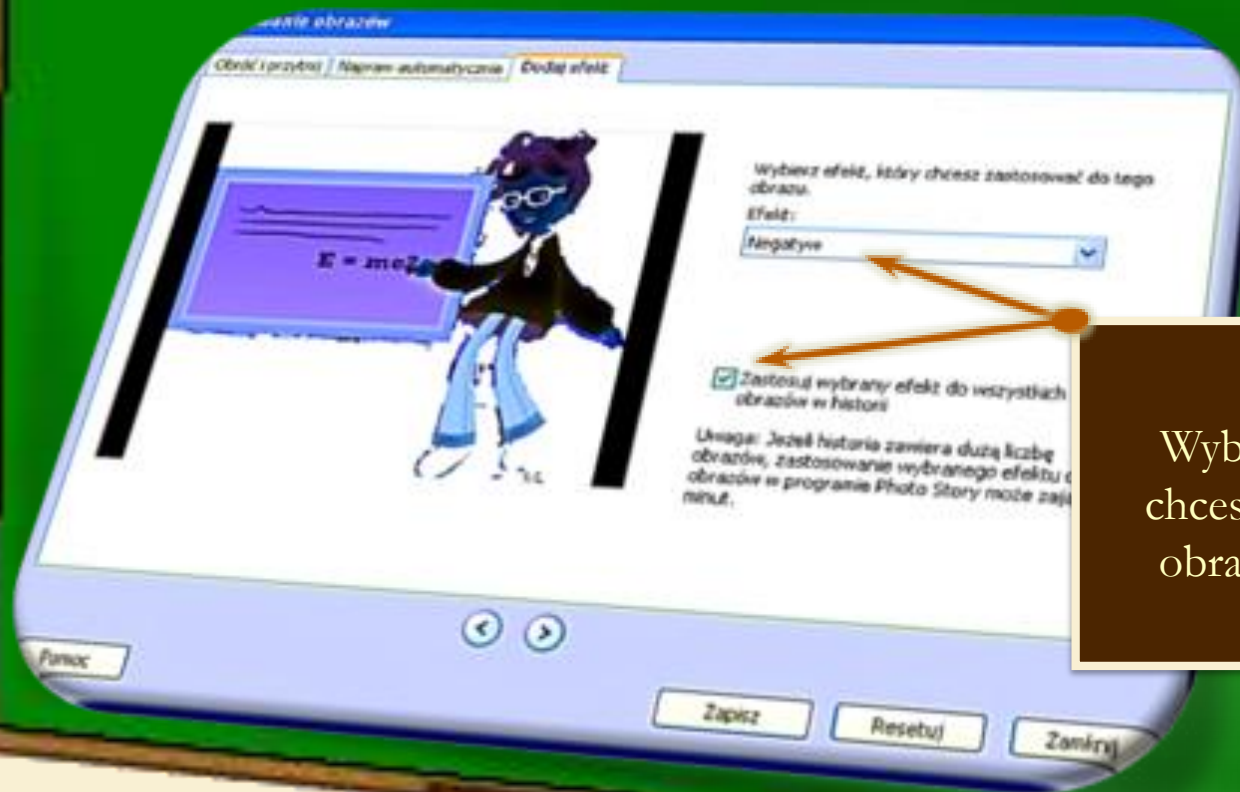 obrazów
Obróć i przytnij Napraw automatycznie Dodaj efekt
E = mc2
Wybierz efekt, który chcesz zastosować do tego
obrazu.
Efekt:
Negatyw
Zastosuj wybrany efekt do wszystkich
obrazów w historii
Uwaga: Jeżeli historia zawiera dużą liczbę
obrazów, zastosowanie wybranego efektu
obrazów w programie Photo Story może
minut.
Wyb
chces
obra
Pomoc
Zapisz Resetuj Zamknij